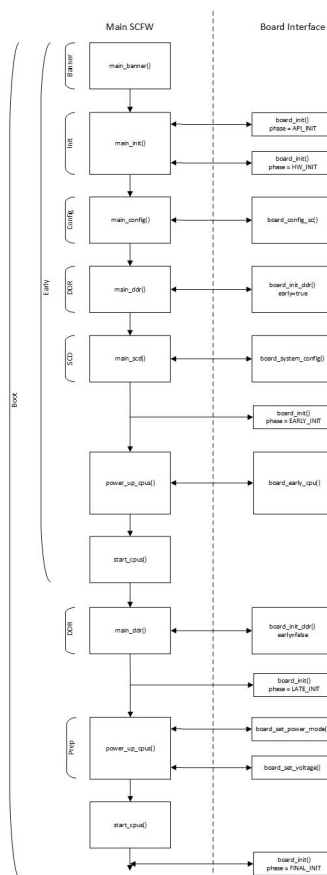 Main SCFW
Board Interface
Banner
main_banner()
Init
main_init()
board_init()
phase = API_INIT
board_init()
phase = HW_INIT
Config
main_config()
board_config_sc()
Early
DDR
main_ddr()
board_init_ddr()
early=true
SCD
main_scd()
board_system_config()
Boot
board_init()
phase = EARLY_INIT
power_up_cpus()
board_early_cpu()
start_cpus()
DDR
main_ddr()
board_init_ddr()
early=false
board_init()
phase = LATE_INIT
Prep
power_up_cpus()
board_set_power_mode()
board_set_voltage()
start_cpus()
board_init()
phase = FINAL_INIT